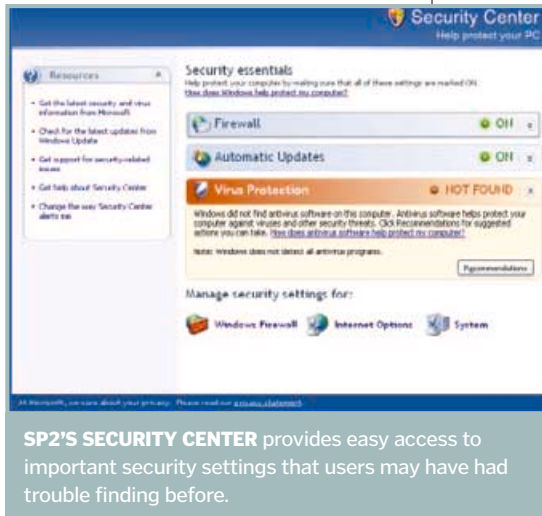 Security Center
Help protect your PC
Resources
• Get the latest security and virus
information from Microsoft
• Check for the latest updates from
Windows Update
• Get support for security-related
issues
• Get help about Security Center
• Change the way Security Center
alerts me
Security essentials
Help protect your computer by making sure that all of these settings are marked ON.
How does Windows help protect my computer?
Firewall ON
Automatic Updates ON
Virus Protection NOT FOUND
Windows did not find antivirus software on this computer. Antivirus software helps protect your
computer against viruses and other security threats. Click Recommendations for suggested
actions you can take. How does antivirus software help protect my computer?
Note: Windows does not detect all antivirus programs.
Recommendations
Manage security settings for:
Windows Firewall Internet Options System
At Microsoft, we care about your privacy. Please read our privacy statement.
SP2'S SECURITY CENTER provides easy access to
important security settings that users may have had
trouble finding before.